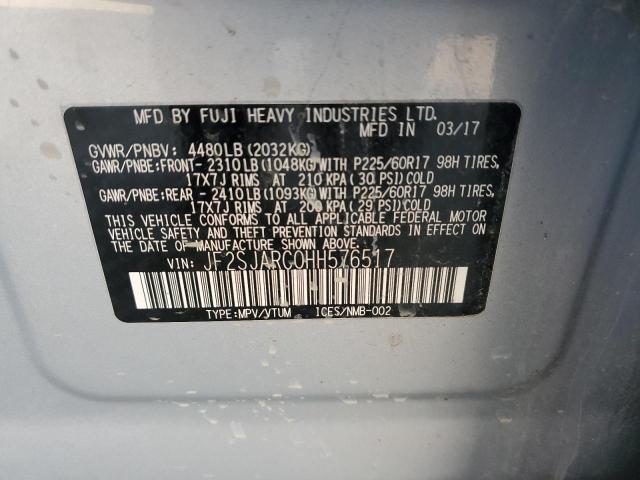 MFD BY FUJI HEAVY INDUSTRIES LTD.
MFD IN 03/17
GVWR/PNBV: 4480LB (2032KG)
GAWR/PNBE:FRONT- 2310LB (1048KG) WITH P225/60R17 98H TIRES,
17X7J RIMS AT 210KPA (30 PSI) COLD
GAWR/PNBE:REAR - 2410LB (1093KG) WITH P225/60R17 98H TIRES,
17X7J RIMS AT 200KPA (29 PSI) COLD
THIS VEHICLE CONFORMS TO ALL APPLICABLE FEDERAL MOTOR
VEHICLE SAFETY, BUMPER, AND THEFT PREVENTION STANDARDS IN EFFECT
ON THE DATE OF MANUFACTURE SHOWN ABOVE.
VIN: JF2SJARC0HH576517
TYPE:MPV/VTUM ICES/NMB-002